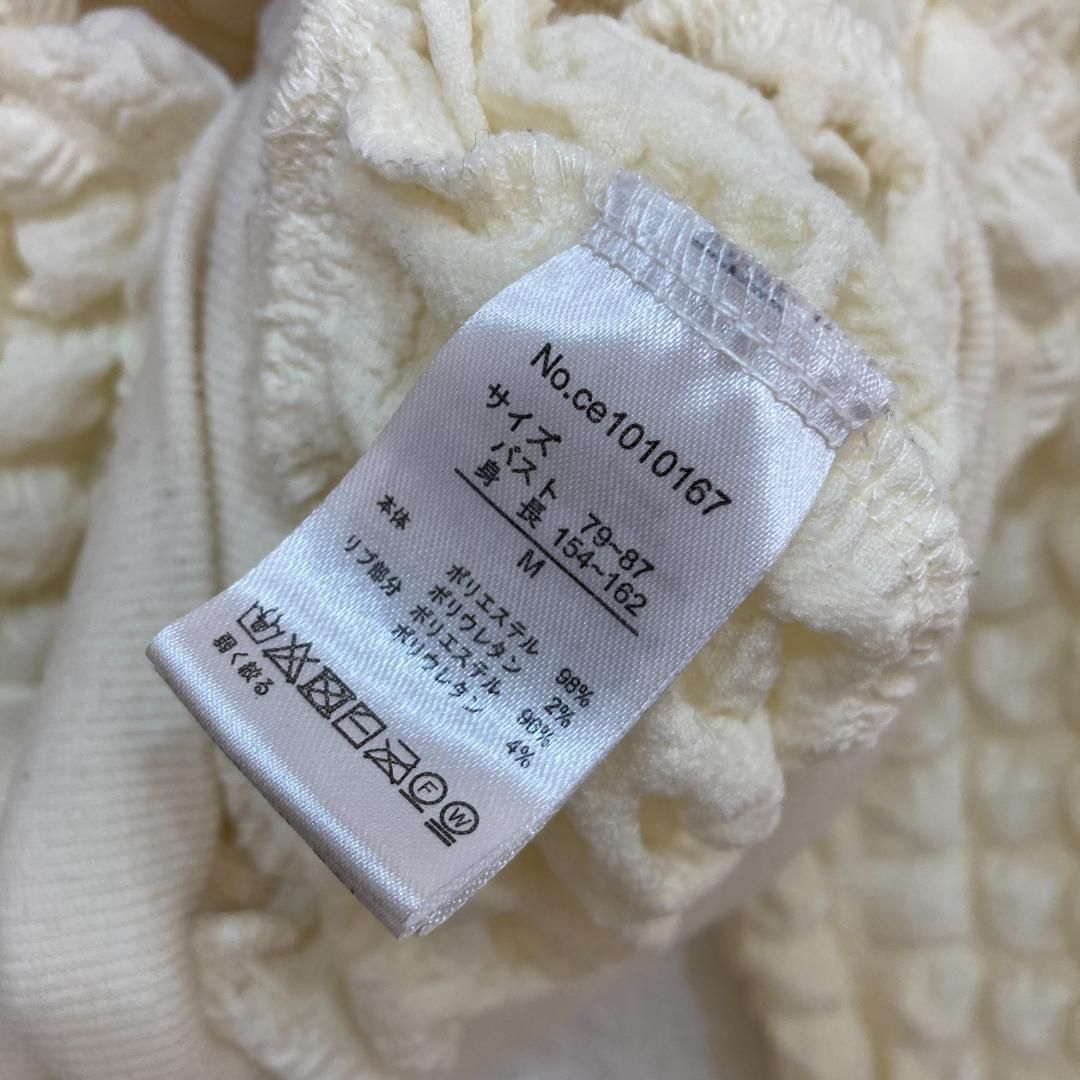 No.ce1010167
サイズ
バスト 79~87
身長 154~162
M
本体 ポリエステル 98%
ポリウレタン 2%
リブ部分 ポリエステル 96%
ポリウレタン 4%
弱く絞る
F W